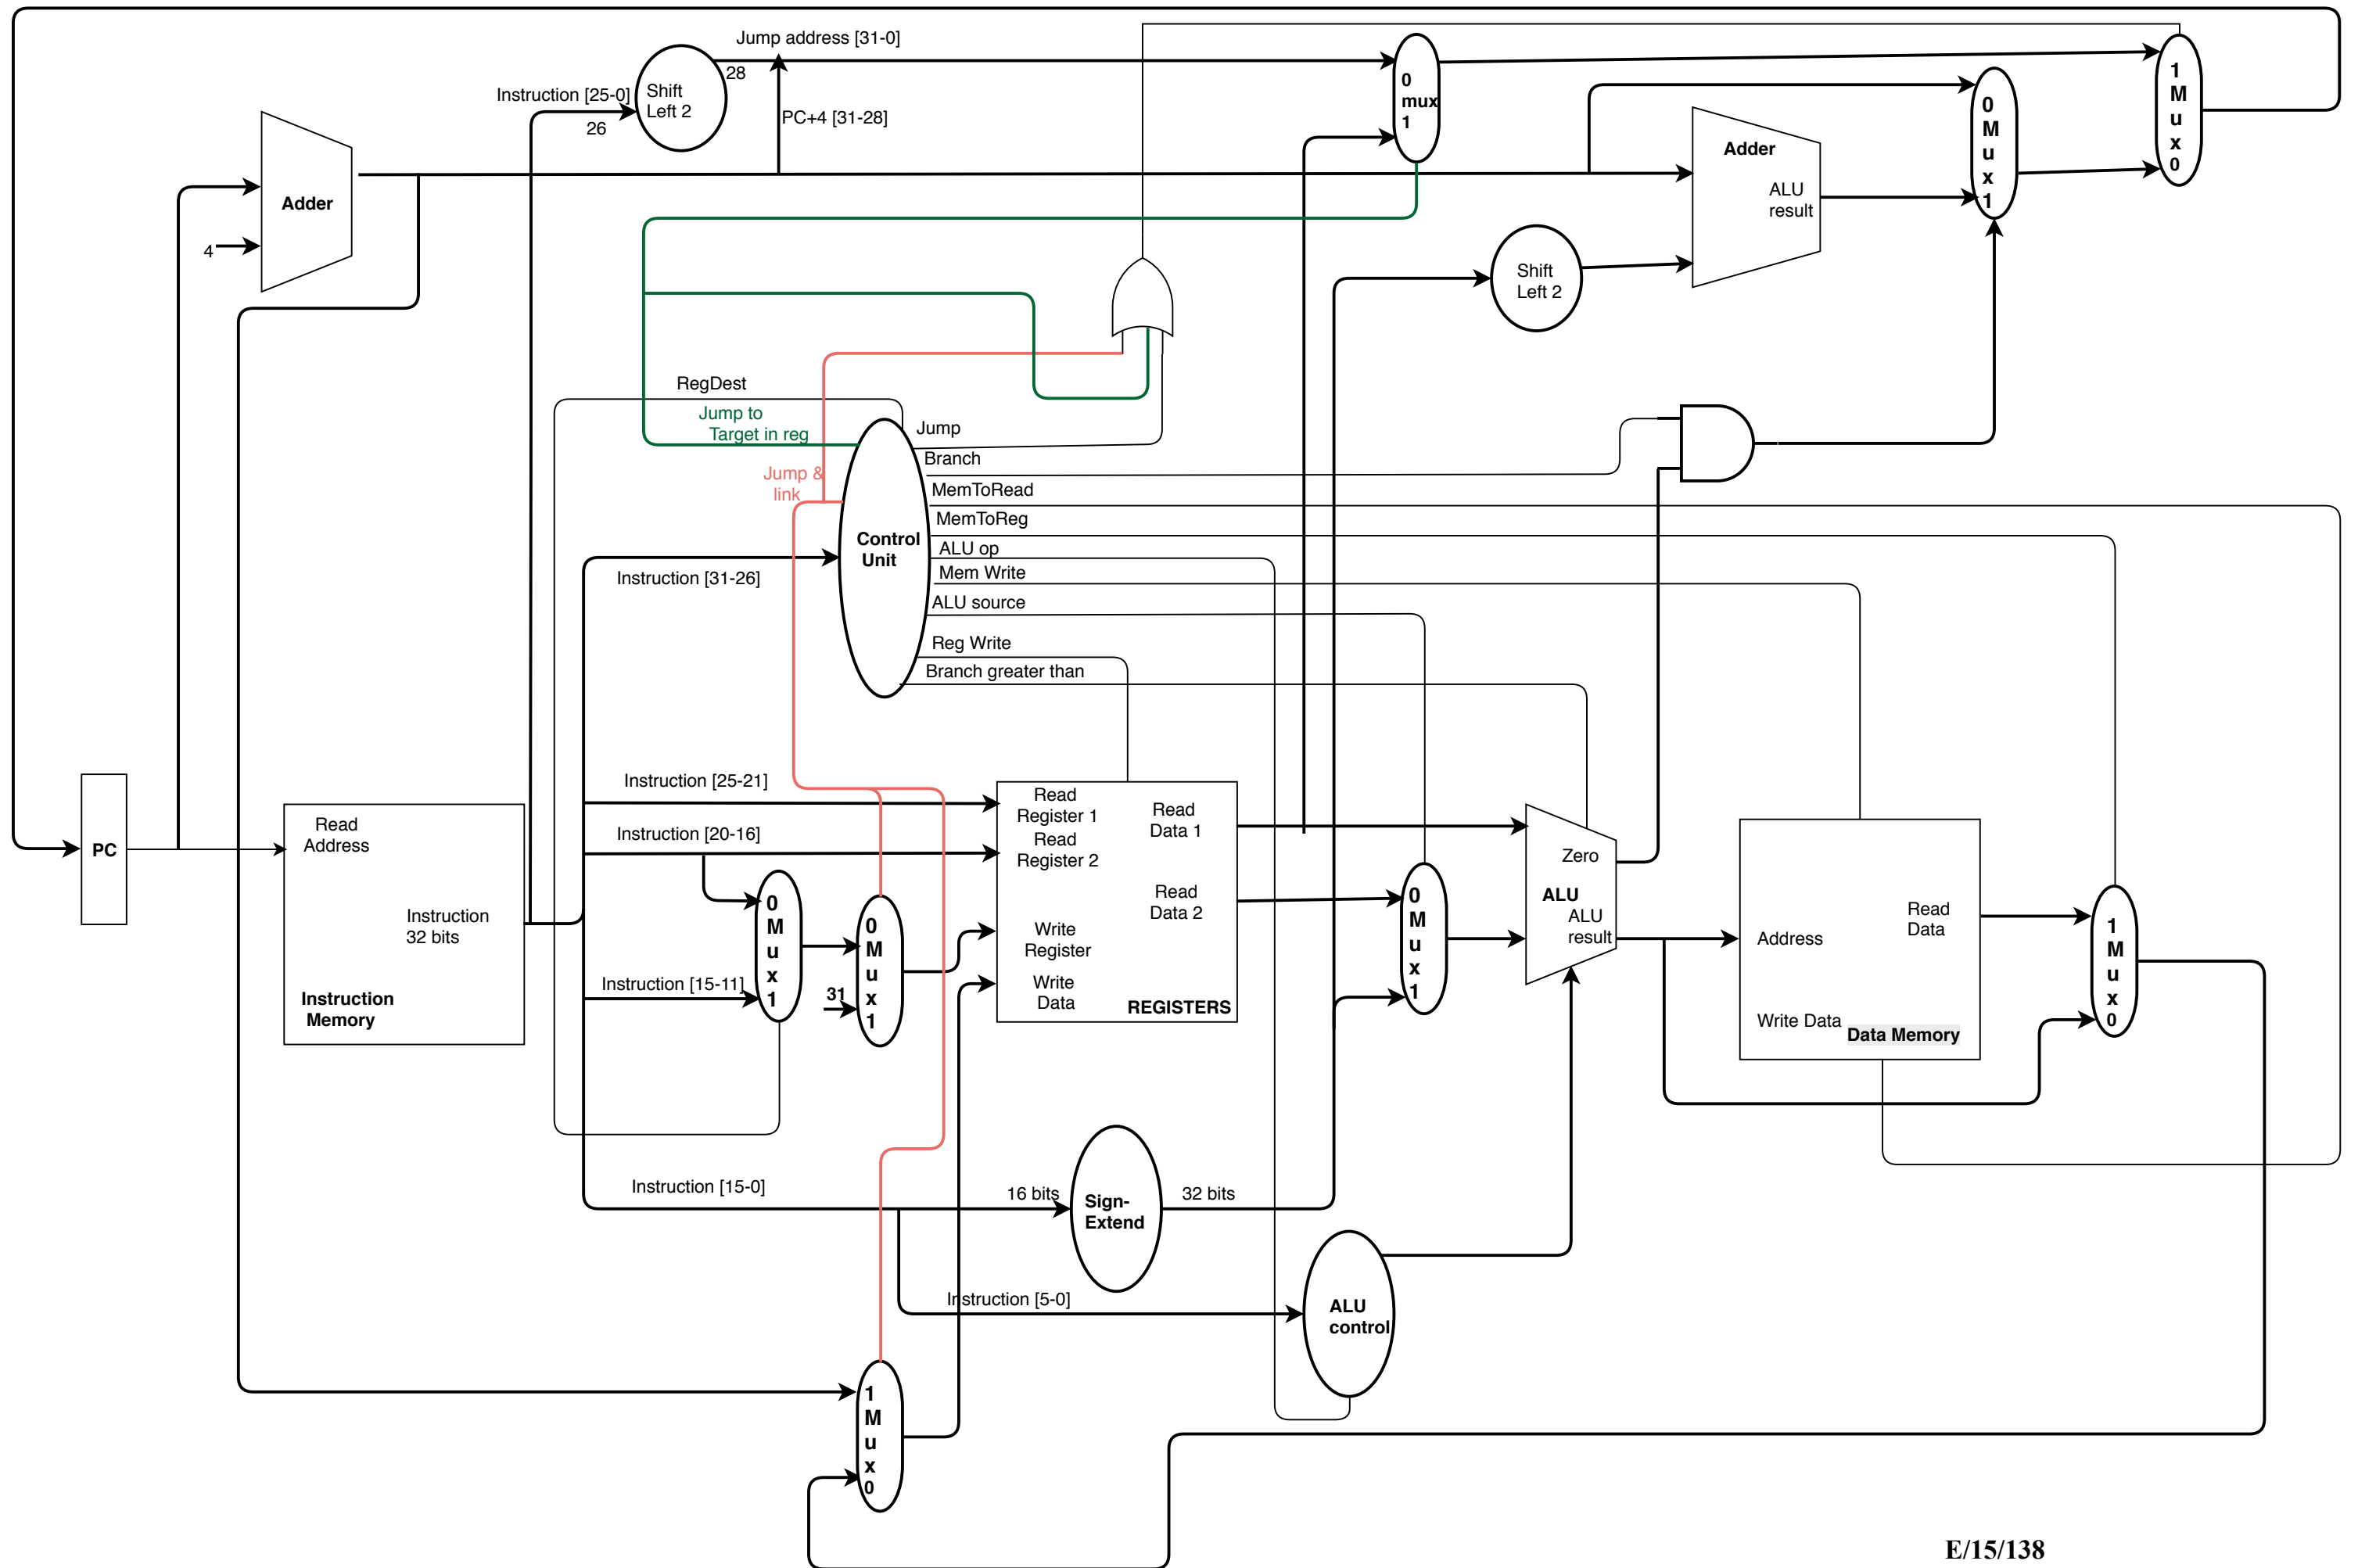 Jump address [31-0]
28
Shift
Left 2
Instruction [25-0]
26
PC+4 [31-28]
0
mux
1
1
M
u
x
0
0
M
u
x
1
Adder
ALU
result
Adder
4
Shift
Left 2
RegDest
Jump to
Target in reg
Jump
Branch
Jump &
link
MemToRead
MemToReg
Control
Unit
ALU op
Mem Write
Instruction [31-26]
ALU source
Reg Write
Branch greater than
Instruction [25-21]
Instruction [20-16]
PC
Read
Address
Instruction
32 bits
Instruction
Memory
0
M
u
x
1
Instruction [15-11]
0
M
u
x
1
31
Read
Register 1
Read
Register 2
Read
Data 1
Read
Data 2
Write
Register
Write
Data
REGISTERS
0
M
u
x
1
Zero
ALU
ALU
result
Read
Data
Address
Write Data
Data Memory
1
M
u
x
0
Instruction [15-0]
16 bits
Sign-
Extend
32 bits
Instruction [5-0]
ALU
control
1
M
u
x
0
E/15/138